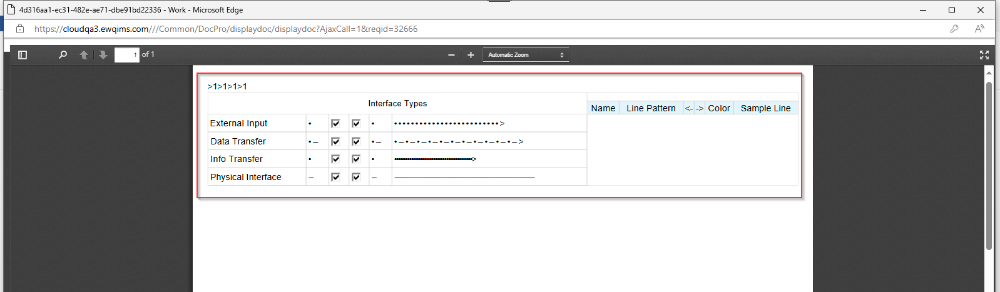 4d316aa1-ec31-482e-ae71-dbe91bd22336 - Work - Microsoft Edge
https://cloudqa3.ewqims.com///Common/DocPro/displaydoc/displaydoc?AjaxCall=1&reqid=32666
1 of 1 Automatic Zoom
>1>1>1>1
Interface Types
Name Line Pattern <- -> Color Sample Line
External Input • • •••••••••••••••••••••••••>
Data Transfer •– •– •–•–•–•–•–•–•–•–•–•–•–>
Info Transfer • • ••••••••••••••••••••••••••••••••••••••••>
Physical Interface – – ––––––––––––––––––––––––––––